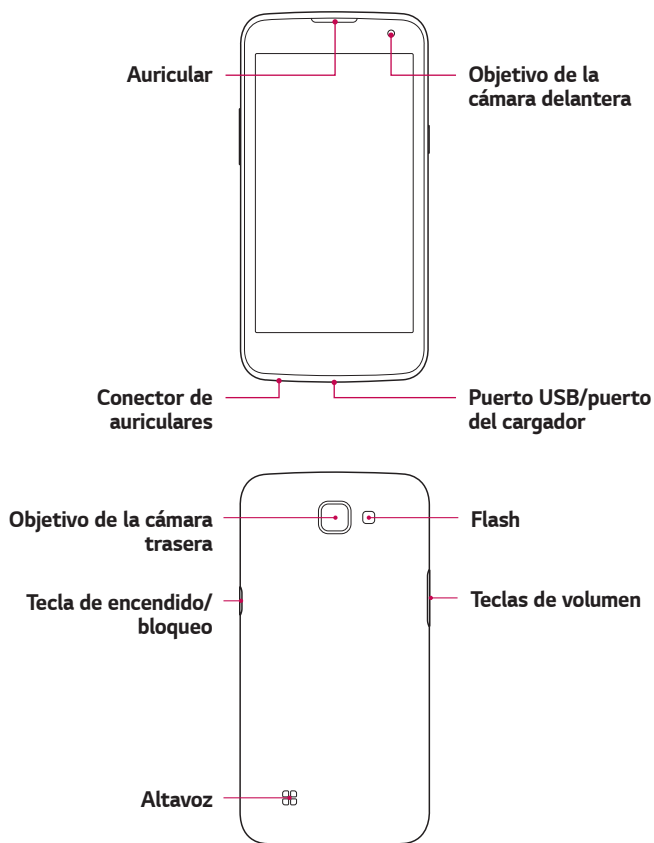 Auricular
Objetivo de la
cámara delantera
Conector de
auriculares
Puerto USB/puerto
del cargador
Objetivo de la cámara
trasera
Flash
Tecla de encendido/
bloqueo
Teclas de volumen
Altavoz